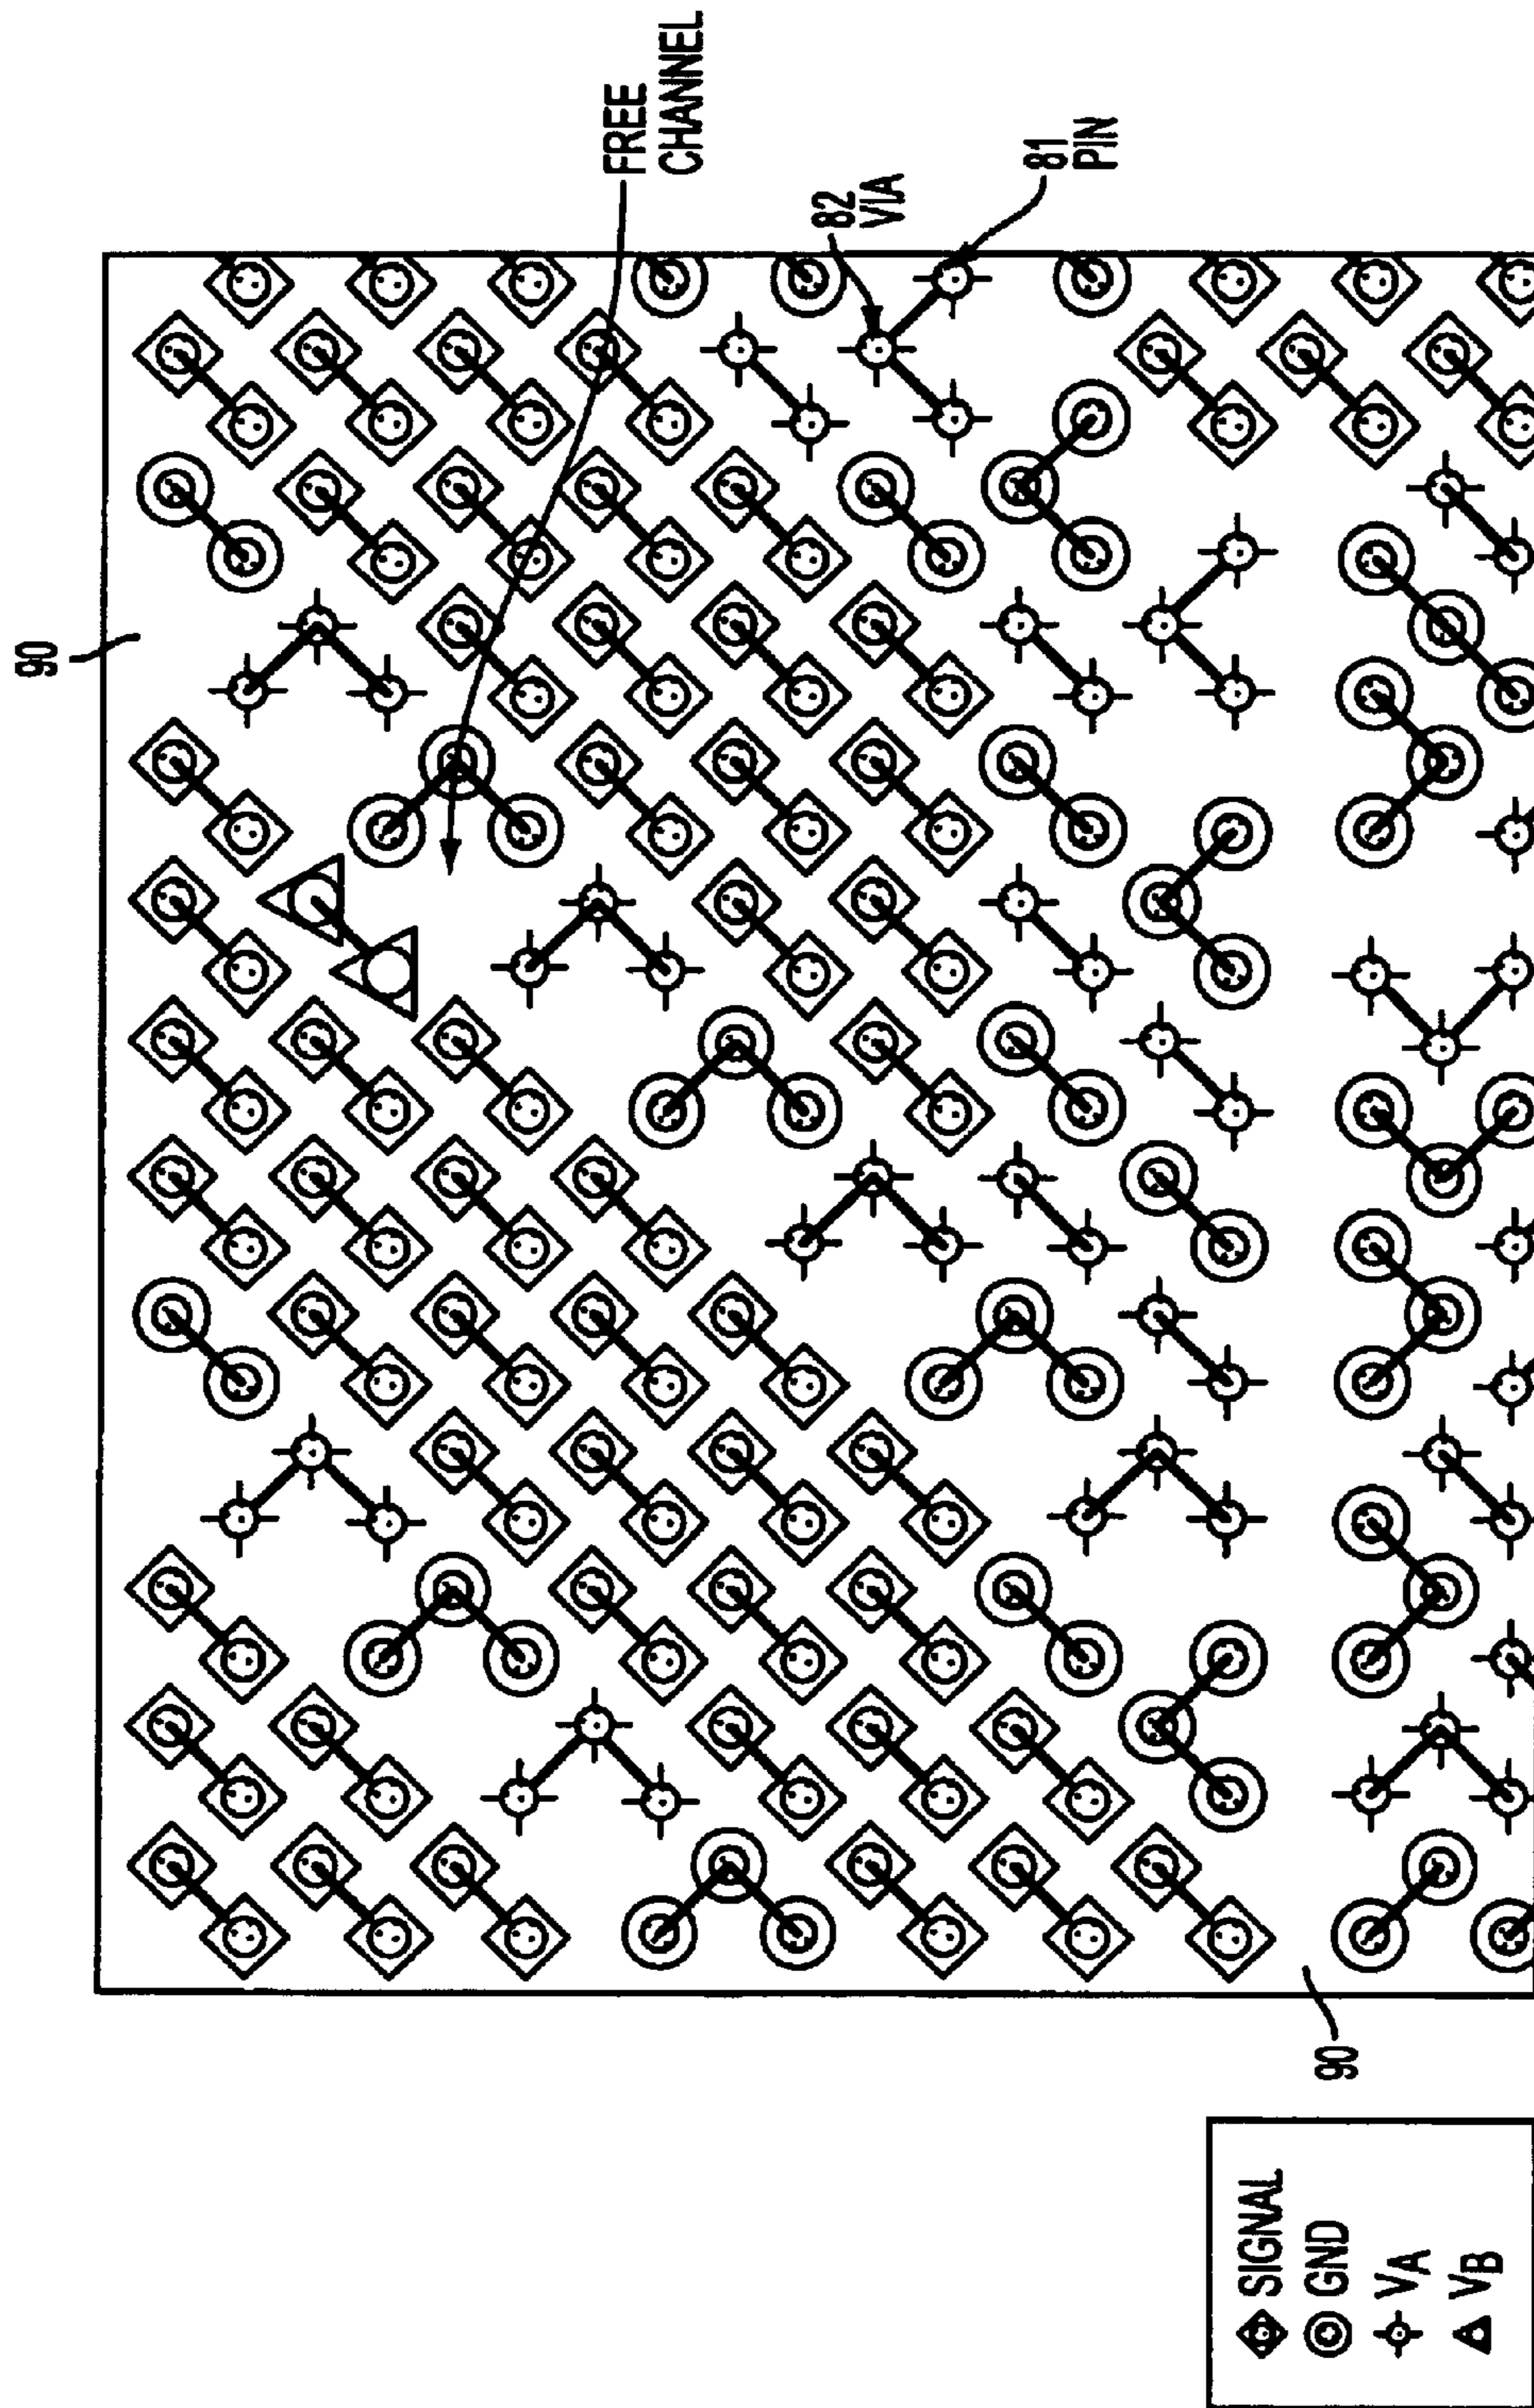 90
FREE
CHANNEL
82
VIA
81
PIN
90
SIGNAL
GND
VA
VB